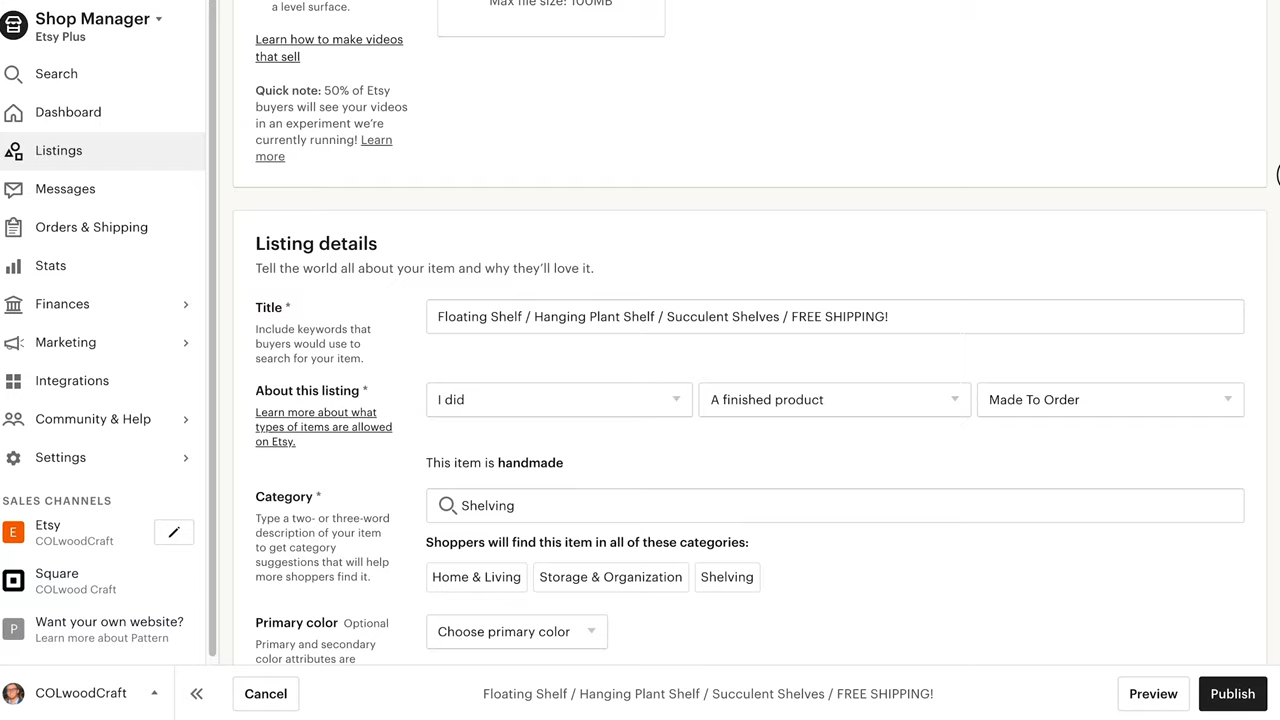 Shop Manager
Etsy Plus
Search
Dashboard
Listings
Messages
Orders & Shipping
Stats
Finances
Marketing
Integrations
Community & Help
Settings
SALES CHANNELS
E
Etsy
COLwoodCraft
Square
COLWood Craft
P
Want your own website?
Learn more about Pattern
COLwoodCraft
a level surface.
Max file size: 100MB
Learn how to make videos
that sell
Quick note: 50% of Etsy
buyers will see your videos
in an experiment we're
currently running! Learn
more
Listing details
Tell the world all about your item and why they'll love it.
Title *
Include keywords that
buyers would use to
search for your item.
Floating Shelf / Hanging Plant Shelf / Succulent Shelves / FREE SHIPPING!
About this listing *
Learn more about what
types of items are allowed
on Etsy.
I did
A finished product
Made To Order
This item is handmade
Category *
Type a two- or three-word
description of your item
to get category
suggestions that will help
more shoppers find it.
Shelving
Shoppers will find this item in all of these categories:
Home & Living
Storage & Organization
Shelving
Primary color Optional
Primary and secondary
color attributes are
Choose primary color
Cancel
Floating Shelf / Hanging Plant Shelf / Succulent Shelves / FREE SHIPPING!
Preview
Publish